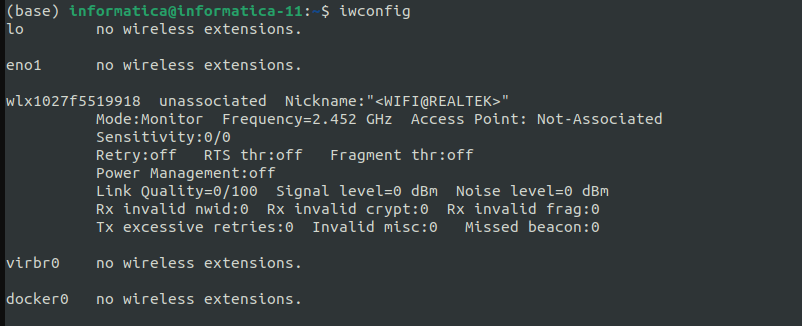 (base) informatica@informatica-11:~$ iwconfig
lo        no wireless extensions.
eno1      no wireless extensions.
wlx1027f5519918  unassociated  Nickname:"<WIFI@REALTEK>"
          Mode:Monitor  Frequency=2.452 GHz  Access Point: Not-Associated
          Sensitivity:0/0
          Retry:off   RTS thr:off   Fragment thr:off
          Power Management:off
          Link Quality=0/100  Signal level=0 dBm  Noise level=0 dBm
          Rx invalid nwid:0  Rx invalid crypt:0  Rx invalid frag:0
          Tx excessive retries:0  Invalid misc:0   Missed beacon:0
virbr0    no wireless extensions.
docker0   no wireless extensions.